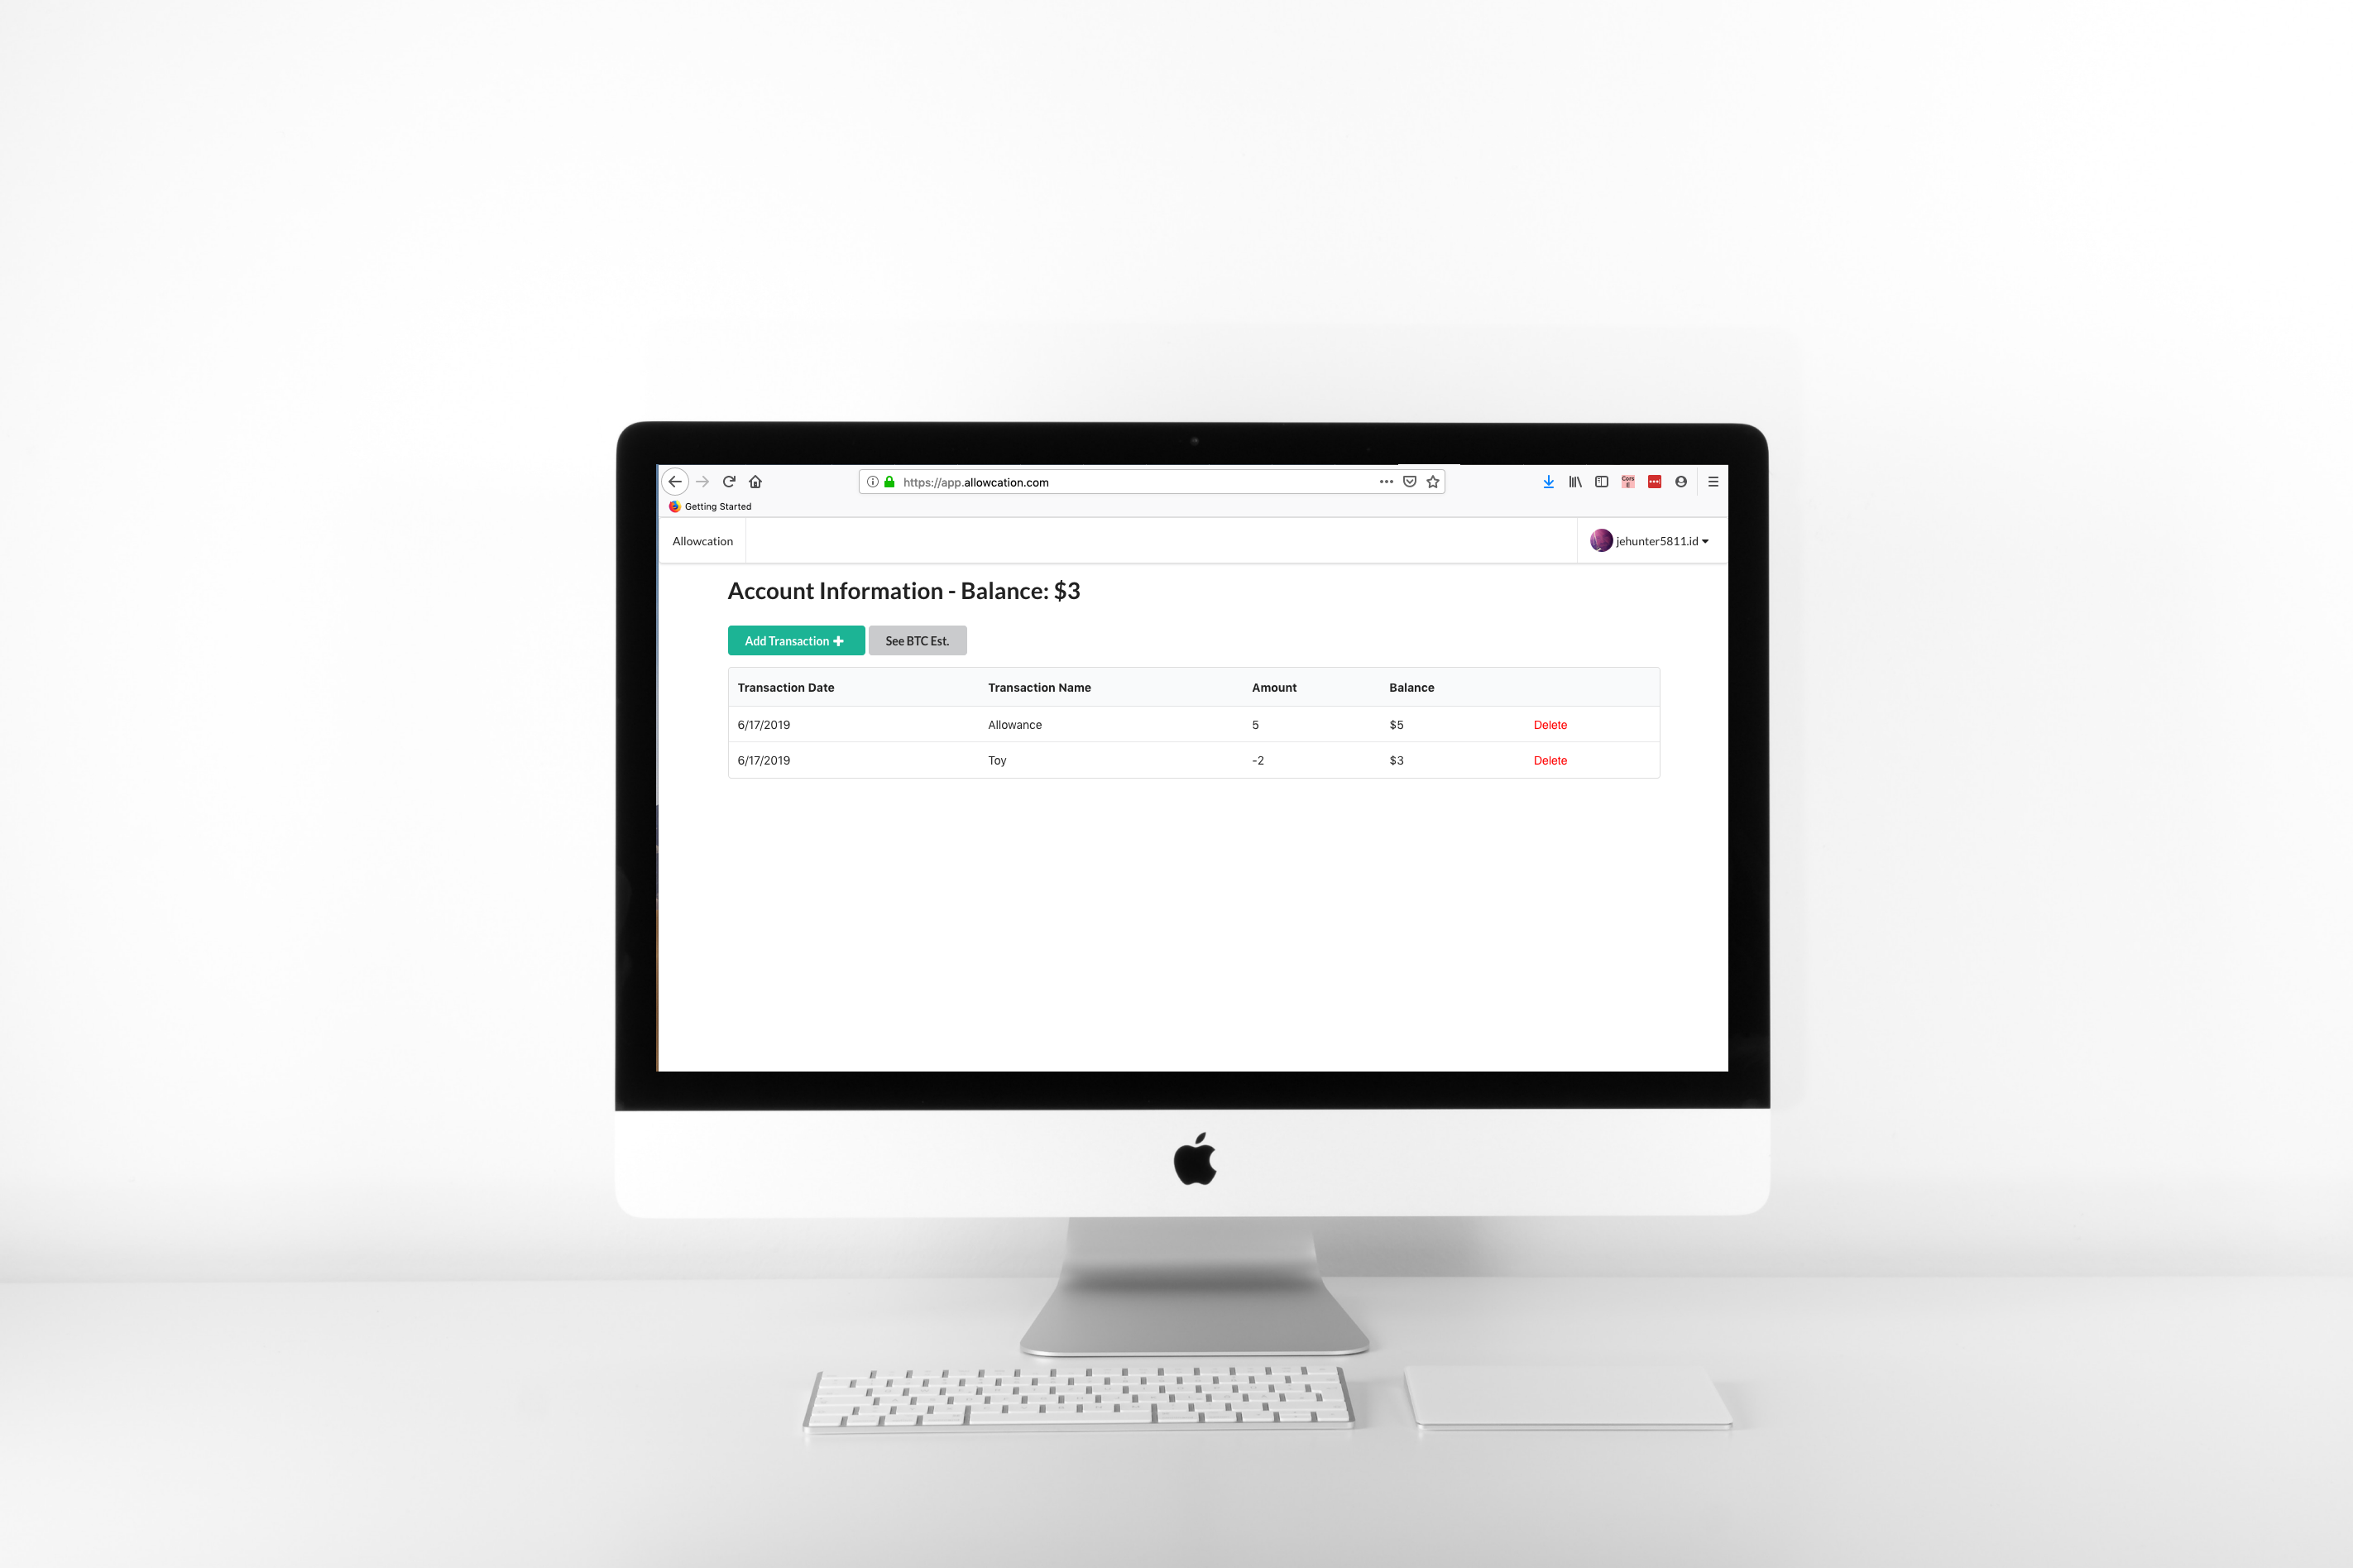 https://app.allowcation.com
Getting Started
Allowcation
jehunter5811.id
Account Information - Balance: $3
Add Transaction
See BTC Est.
Transaction Date Transaction Name Amount Balance
6/17/2019 Allowance 5 $5 Delete
6/17/2019 Toy -2 $3 Delete